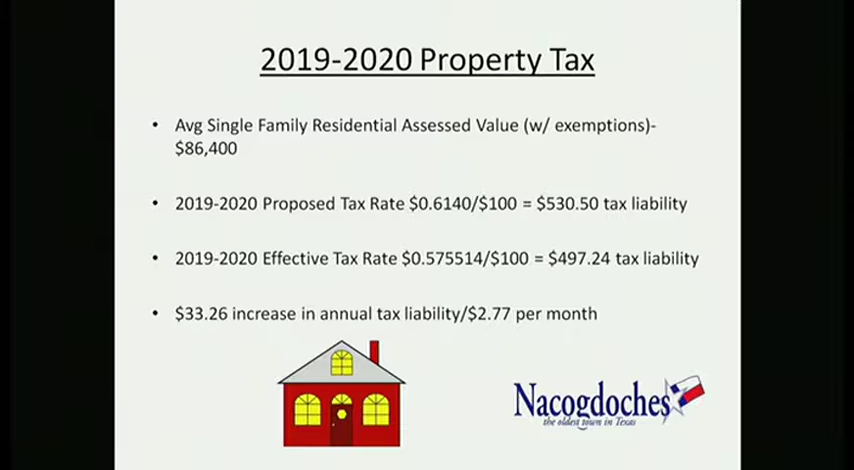 2019-2020 Property Tax
• Avg Single Family Residential Assessed Value (w/ exemptions)-
$86,400
• 2019-2020 Proposed Tax Rate $0.6140/$100 = $530.50 tax liability
• 2019-2020 Effective Tax Rate $0.575514/$100 = $497.24 tax liability
• $33.26 increase in annual tax liability/$2.77 per month
Nacogdoches
the oldest town in Texas